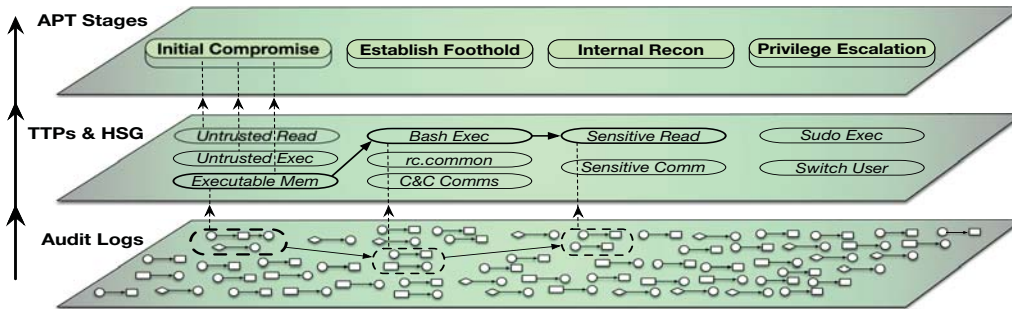 APT Stages
Initial Compromise
Establish Foothold
Internal Recon
Privilege Escalation
TTPs & HSG
Untrusted Read
Bash Exec
Sensitive Read
Sudo Exec
Untrusted Exec
rc.common
Sensitive Comm
Switch User
Executable Mem
C&C Comms
Audit Logs